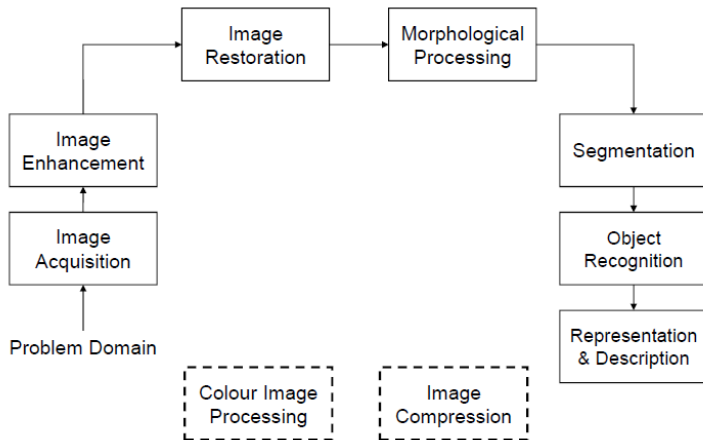 Image
Restoration
Morphological
Processing
Image
Enhancement
Segmentation
Image
Acquisition
Object
Recognition
Problem Domain
Representation
& Description
Colour Image
Processing
Image
Compression